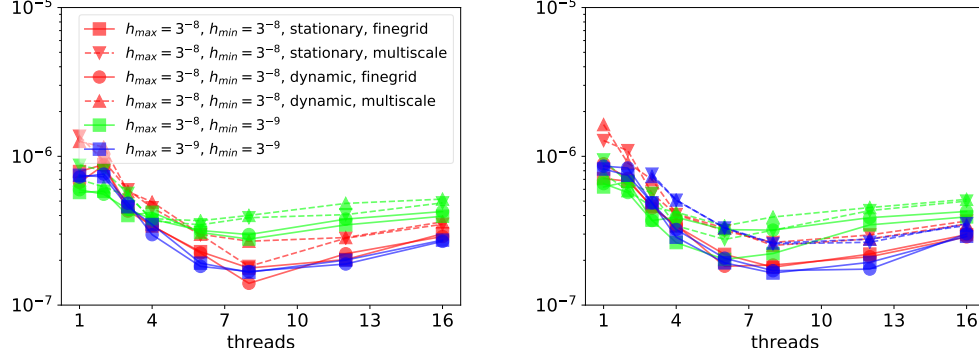 10⁻⁵
10⁻⁶
10⁻⁷
h_max = 3⁻⁸, h_min = 3⁻⁸, stationary, finegrid
h_max = 3⁻⁸, h_min = 3⁻⁸, stationary, multiscale
h_max = 3⁻⁸, h_min = 3⁻⁸, dynamic, finegrid
h_max = 3⁻⁸, h_min = 3⁻⁸, dynamic, multiscale
h_max = 3⁻⁸, h_min = 3⁻⁹
h_max = 3⁻⁹, h_min = 3⁻⁹
1 4 7 10 13 16
threads
10⁻⁵
10⁻⁶
10⁻⁷
1 4 7 10 13 16
threads